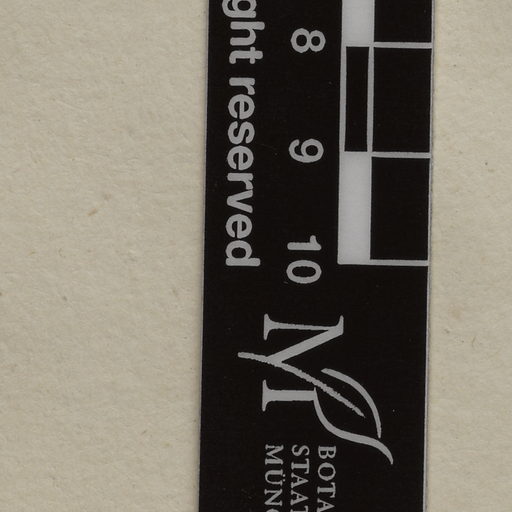 ght reserved
8 9 10
M
BOTA
STAAT
MÜNC